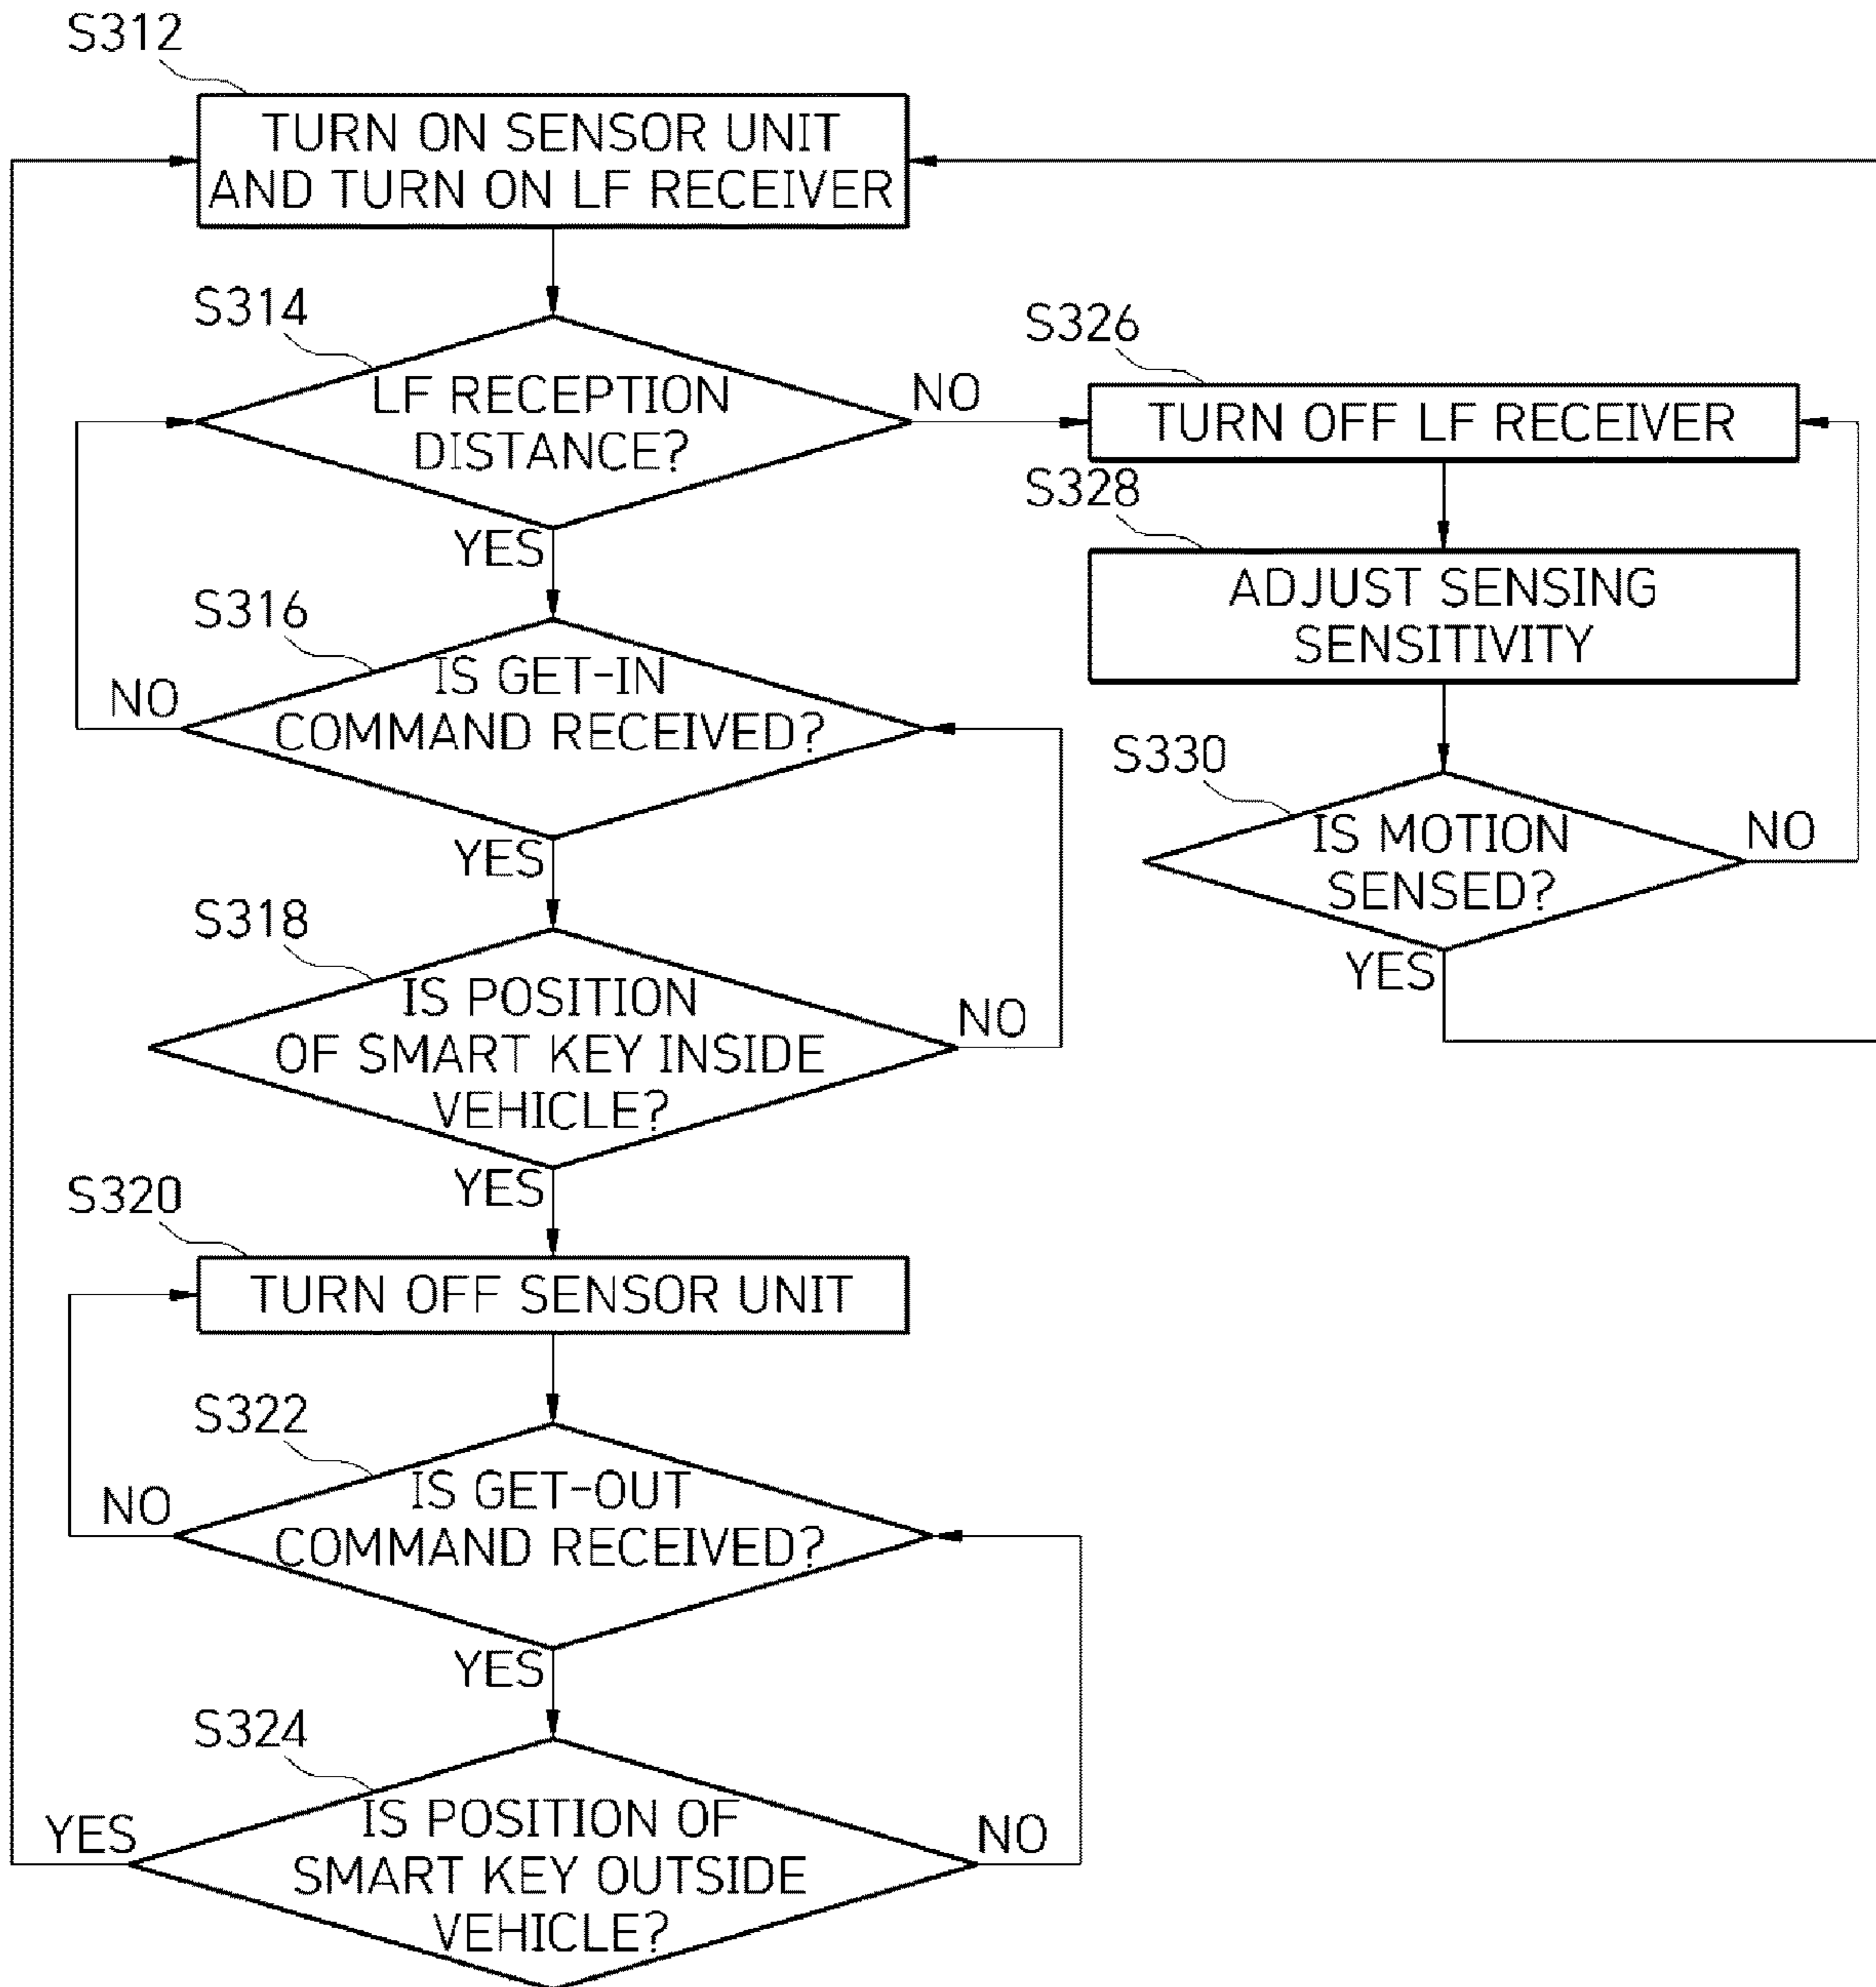 S312
TURN ON SENSOR UNIT
AND TURN ON LF RECEIVER
S314
LF RECEPTION
DISTANCE?
NO
YES
S326
TURN OFF LF RECEIVER
S328
ADJUST SENSING
SENSITIVITY
S316
IS GET-IN
COMMAND RECEIVED?
NO
YES
S330
IS MOTION
SENSED?
NO
YES
S318
IS POSITION
OF SMART KEY INSIDE
VEHICLE?
NO
YES
S320
TURN OFF SENSOR UNIT
S322
IS GET-OUT
COMMAND RECEIVED?
NO
YES
S324
IS POSITION OF
SMART KEY OUTSIDE
VEHICLE?
YES
NO